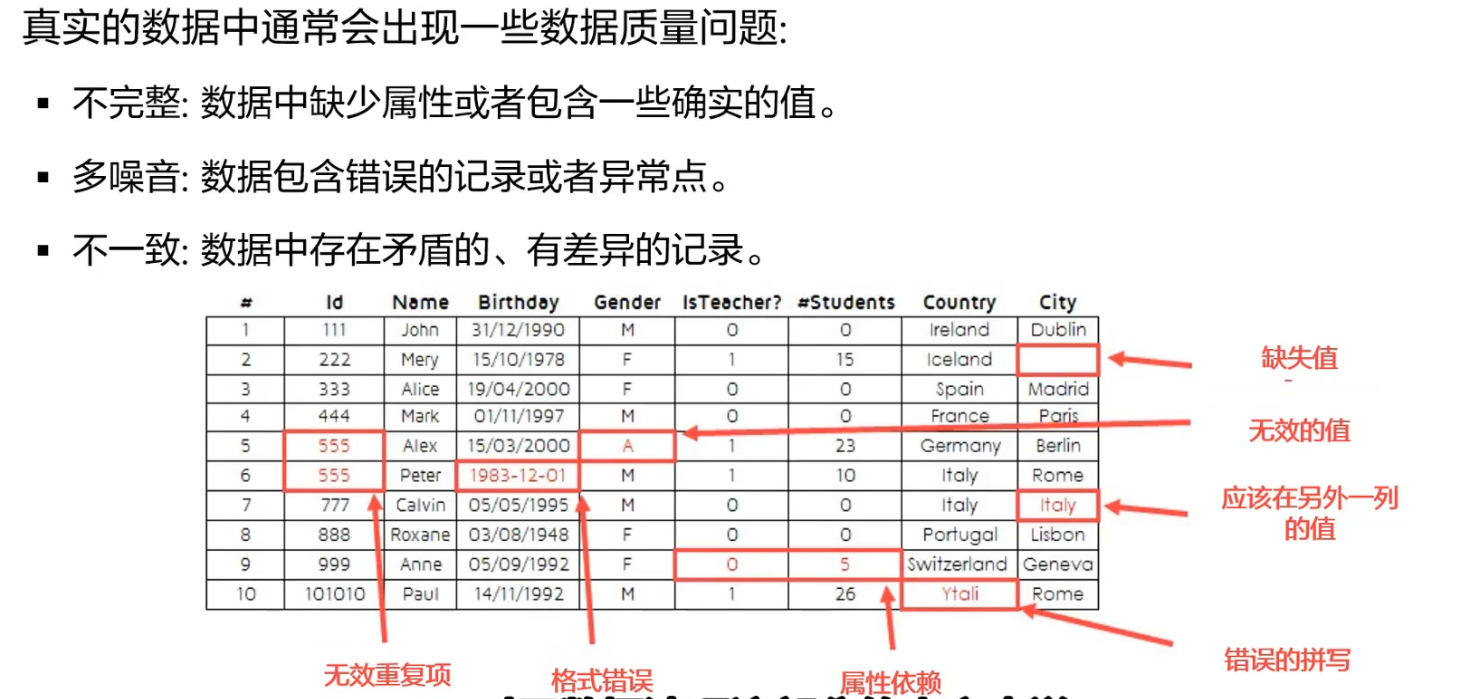 真实的数据中通常会出现一些数据质量问题:
▪ 不完整: 数据中缺少属性或者包含一些确实的值。
▪ 多噪音: 数据包含错误的记录或者异常点。
▪ 不一致: 数据中存在矛盾的、有差异的记录。
# Id Name Birthday Gender IsTeacher? #Students Country City
1 111 John 31/12/1990 M 0 0 Ireland Dublin
2 222 Mery 15/10/1978 F 1 15 Iceland
缺失值
3 333 Alice 19/04/2000 F 0 0 Spain Madrid
4 444 Mark 01/11/1997 M 0 0 France Paris
无效的值
5 555 Alex 15/03/2000 A 1 23 Germany Berlin
6 555 Peter 1983-12-01 M 1 10 Italy Rome
7 777 Calvin 05/05/1995 M 0 0 Italy Italy
应该在另外一列
的值
8 888 Roxane 03/08/1948 F 0 0 Portugal Lisbon
9 999 Anne 05/09/1992 F 0 5 Switzerland Geneva
10 101010 Paul 14/11/1992 M 1 26 Ytali Rome
错误的拼写
无效重复项
格式错误
属性依赖